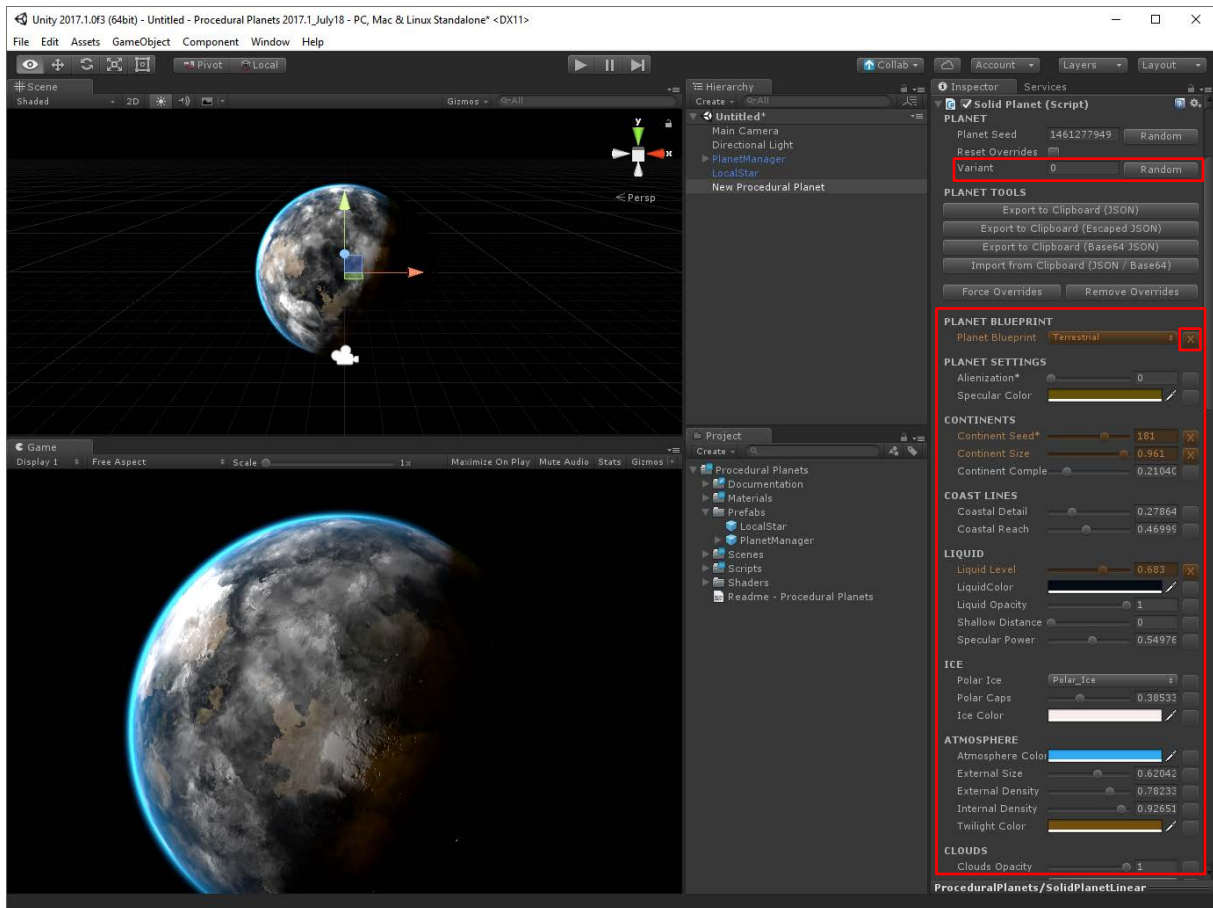 Unity 2017.1.0f3 (64bit) - Untitled - Procedural Planets 2017.1_July18 - PC, Mac & Linux Standalone* <DX11>
File Edit Assets GameObject Component Window Help
Pivot Local Collab Account Layers Layout
Scene
Shaded 2D Gizmos All
y
x
Persp
Game
Display 1 Free Aspect Scale 1x Maximize On Play Mute Audio Stats Gizmos
Hierarchy
Create All
Untitled*
Main Camera
Directional Light
PlanetManager
LocalStar
New Procedural Planet
Project
Create
Procedural Planets
Documentation
Materials
Prefabs
LocalStar
PlanetManager
Scenes
Scripts
Shaders
Readme - Procedural Planets
Inspector Services
Solid Planet (Script)
PLANET
Planet Seed 1461277949 Random
Reset Overrides
Variant 0 Random
PLANET TOOLS
Export to Clipboard (JSON)
Export to Clipboard (Escaped JSON)
Export to Clipboard (Base64 JSON)
Import from Clipboard (JSON / Base64)
Force Overrides Remove Overrides
PLANET BLUEPRINT
Planet Blueprint Terrestrial X
PLANET SETTINGS
Alienization* 0
Specular Color
CONTINENTS
Continent Seed* 181 X
Continent Size 0.961 X
Continent Comple 0.2104
COAST LINES
Coastal Detail 0.27864
Coastal Reach 0.46999
LIQUID
Liquid Level 0.683 X
LiquidColor
Liquid Opacity 1
Shallow Distance 0
Specular Power 0.54976
ICE
Polar Ice Polar_Ice
Polar Caps 0.38533
Ice Color
ATMOSPHERE
Atmosphere Color
External Size 0.62042
External Density 0.78233
Internal Density 0.92651
Twilight Color
CLOUDS
Clouds Opacity 1
ProceduralPlanets/SolidPlanetLinear